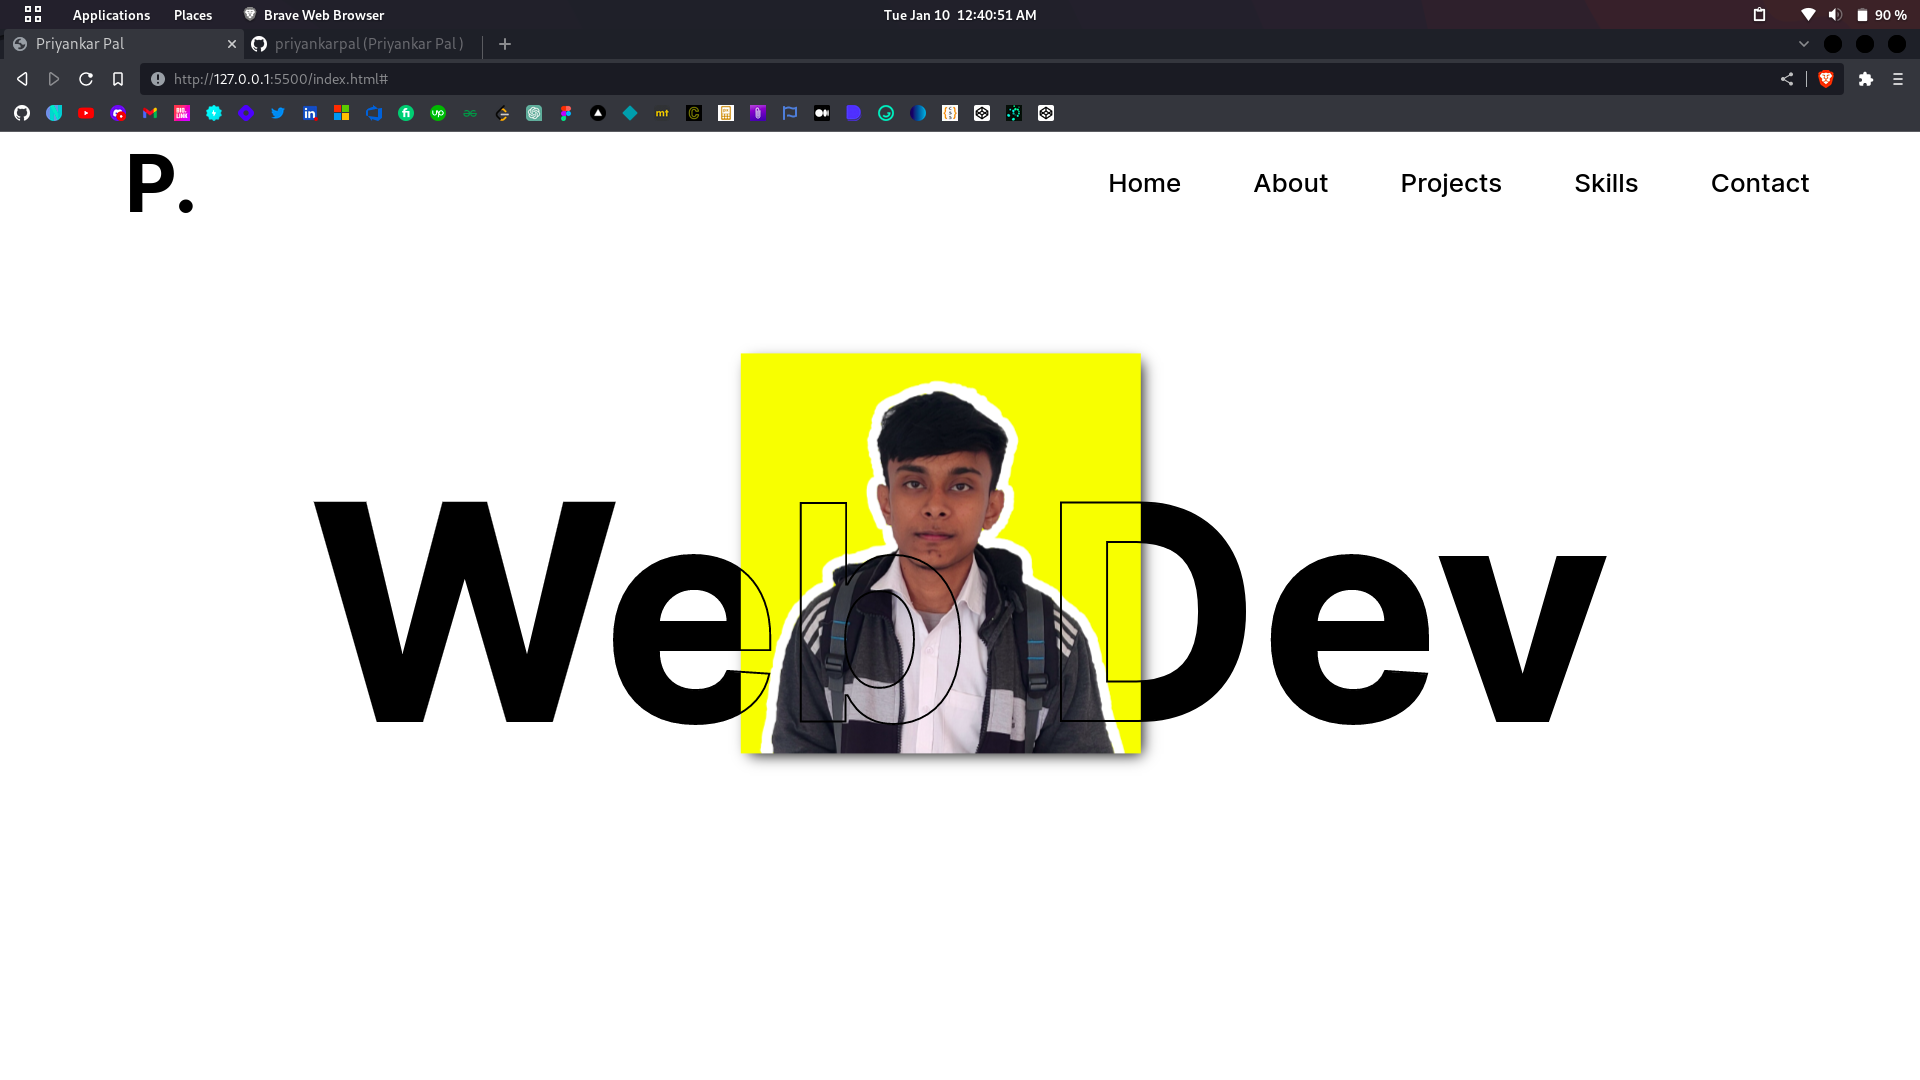 Applications Places Brave Web Browser Tue Jan 10 12:40:51 AM 90 %
Priyankar Pal priyankarpal (Priyankar Pal )
http://127.0.0.1:5500/index.html#
P. Home About Projects Skills Contact
Web Dev